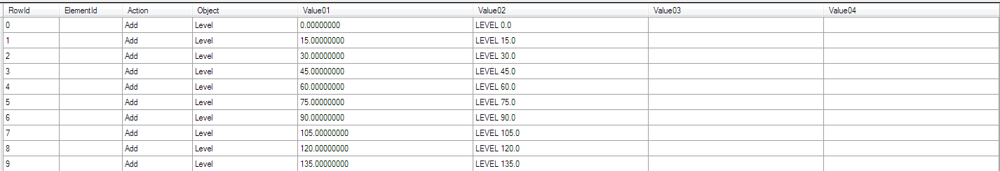 RowId ElementId Action Object Value01 Value02 Value03 Value04
0 Add Level 0.00000000 LEVEL 0.0
1 Add Level 15.00000000 LEVEL 15.0
2 Add Level 30.00000000 LEVEL 30.0
3 Add Level 45.00000000 LEVEL 45.0
4 Add Level 60.00000000 LEVEL 60.0
5 Add Level 75.00000000 LEVEL 75.0
6 Add Level 90.00000000 LEVEL 90.0
7 Add Level 105.00000000 LEVEL 105.0
8 Add Level 120.00000000 LEVEL 120.0
9 Add Level 135.00000000 LEVEL 135.0